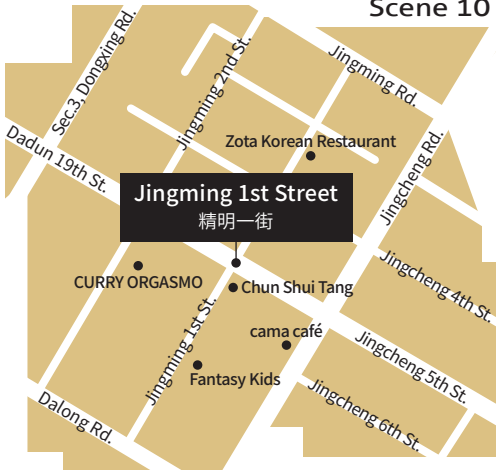 Scene 10
Sec.3, Dongxing Rd.
Jingming 2nd St.
Jingming Rd.
Dadun 19th St.
Zota Korean Restaurant
Jingcheng Rd.
Jingming 1st Street
精明一街
CURRY ORGASMO
Chun Shui Tang
Jingcheng 4th St.
Jingming 1st St.
cama café
Jingcheng 5th St.
Fantasy Kids
Dalong Rd.
Jingcheng 6th St.